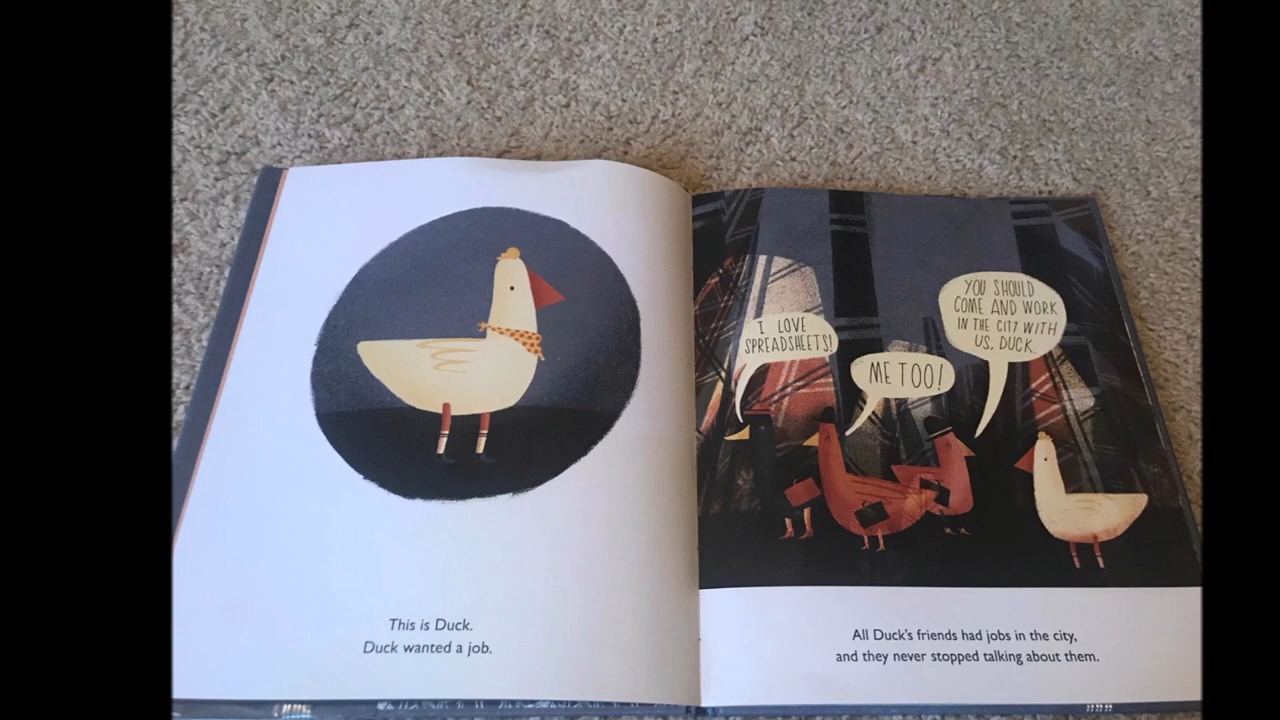 This is Duck.
Duck wanted a job.
I LOVE
SPREADSHEETS!
ME TOO!
YOU SHOULD
COME AND WORK
IN THE CITY WITH
US, DUCK.
All Duck's friends had jobs in the city,
and they never stopped talking about them.